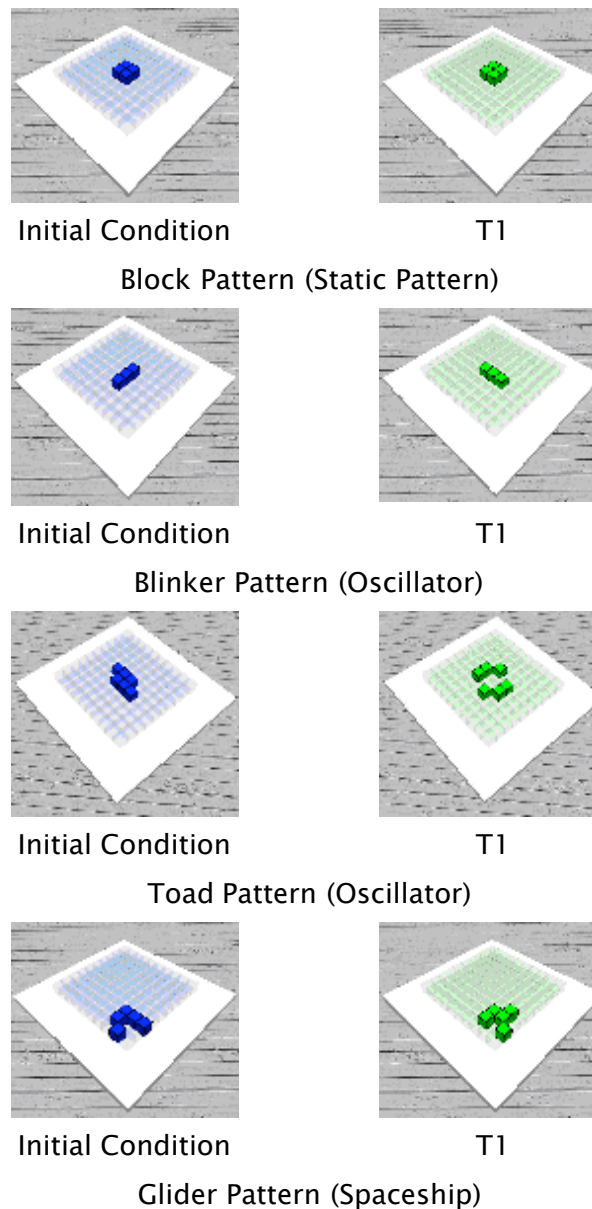 Initial Condition T1
Block Pattern (Static Pattern)
Initial Condition T1
Blinker Pattern (Oscillator)
Initial Condition T1
Toad Pattern (Oscillator)
Initial Condition T1
Glider Pattern (Spaceship)